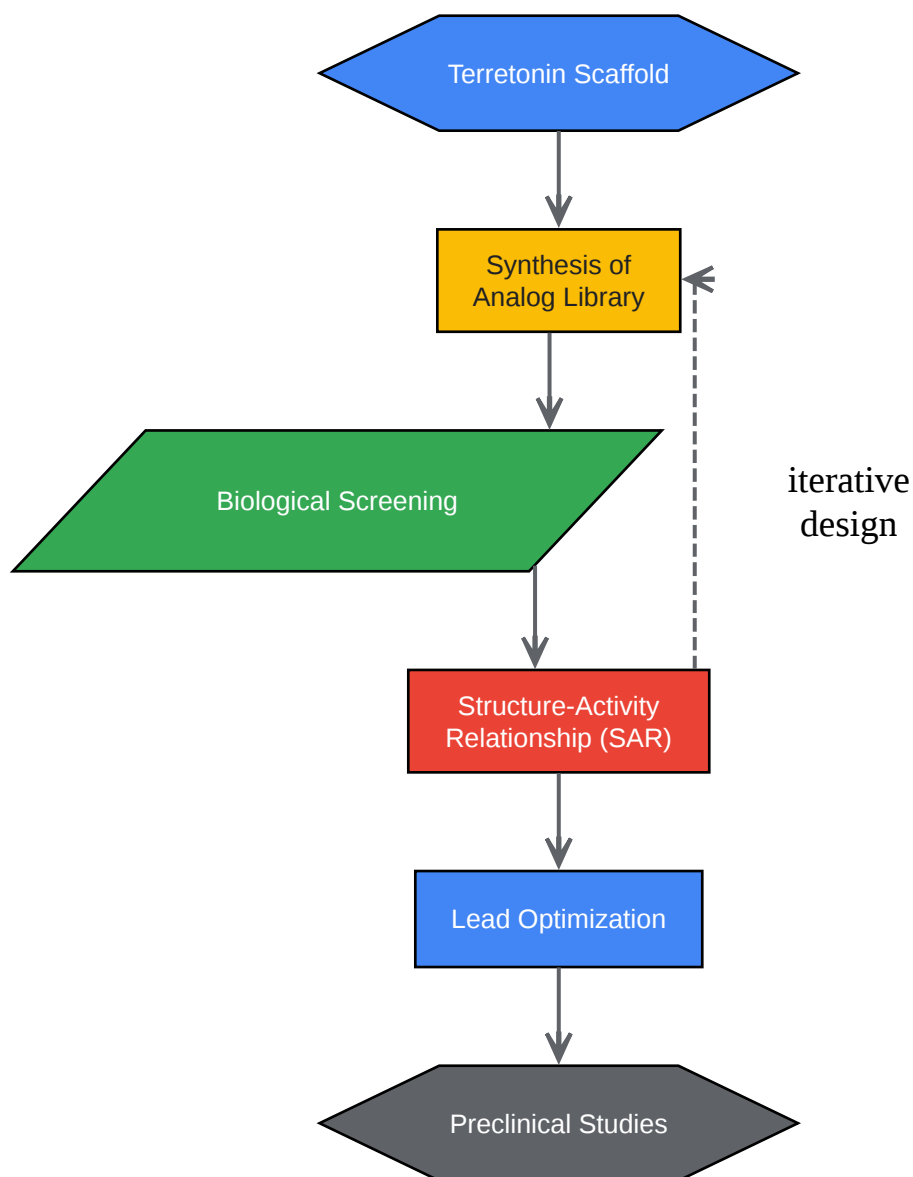 Terretonin Scaffold
Synthesis of
Analog Library
Biological Screening
iterative
design
Structure-Activity
Relationship (SAR)
Lead Optimization
Preclinical Studies